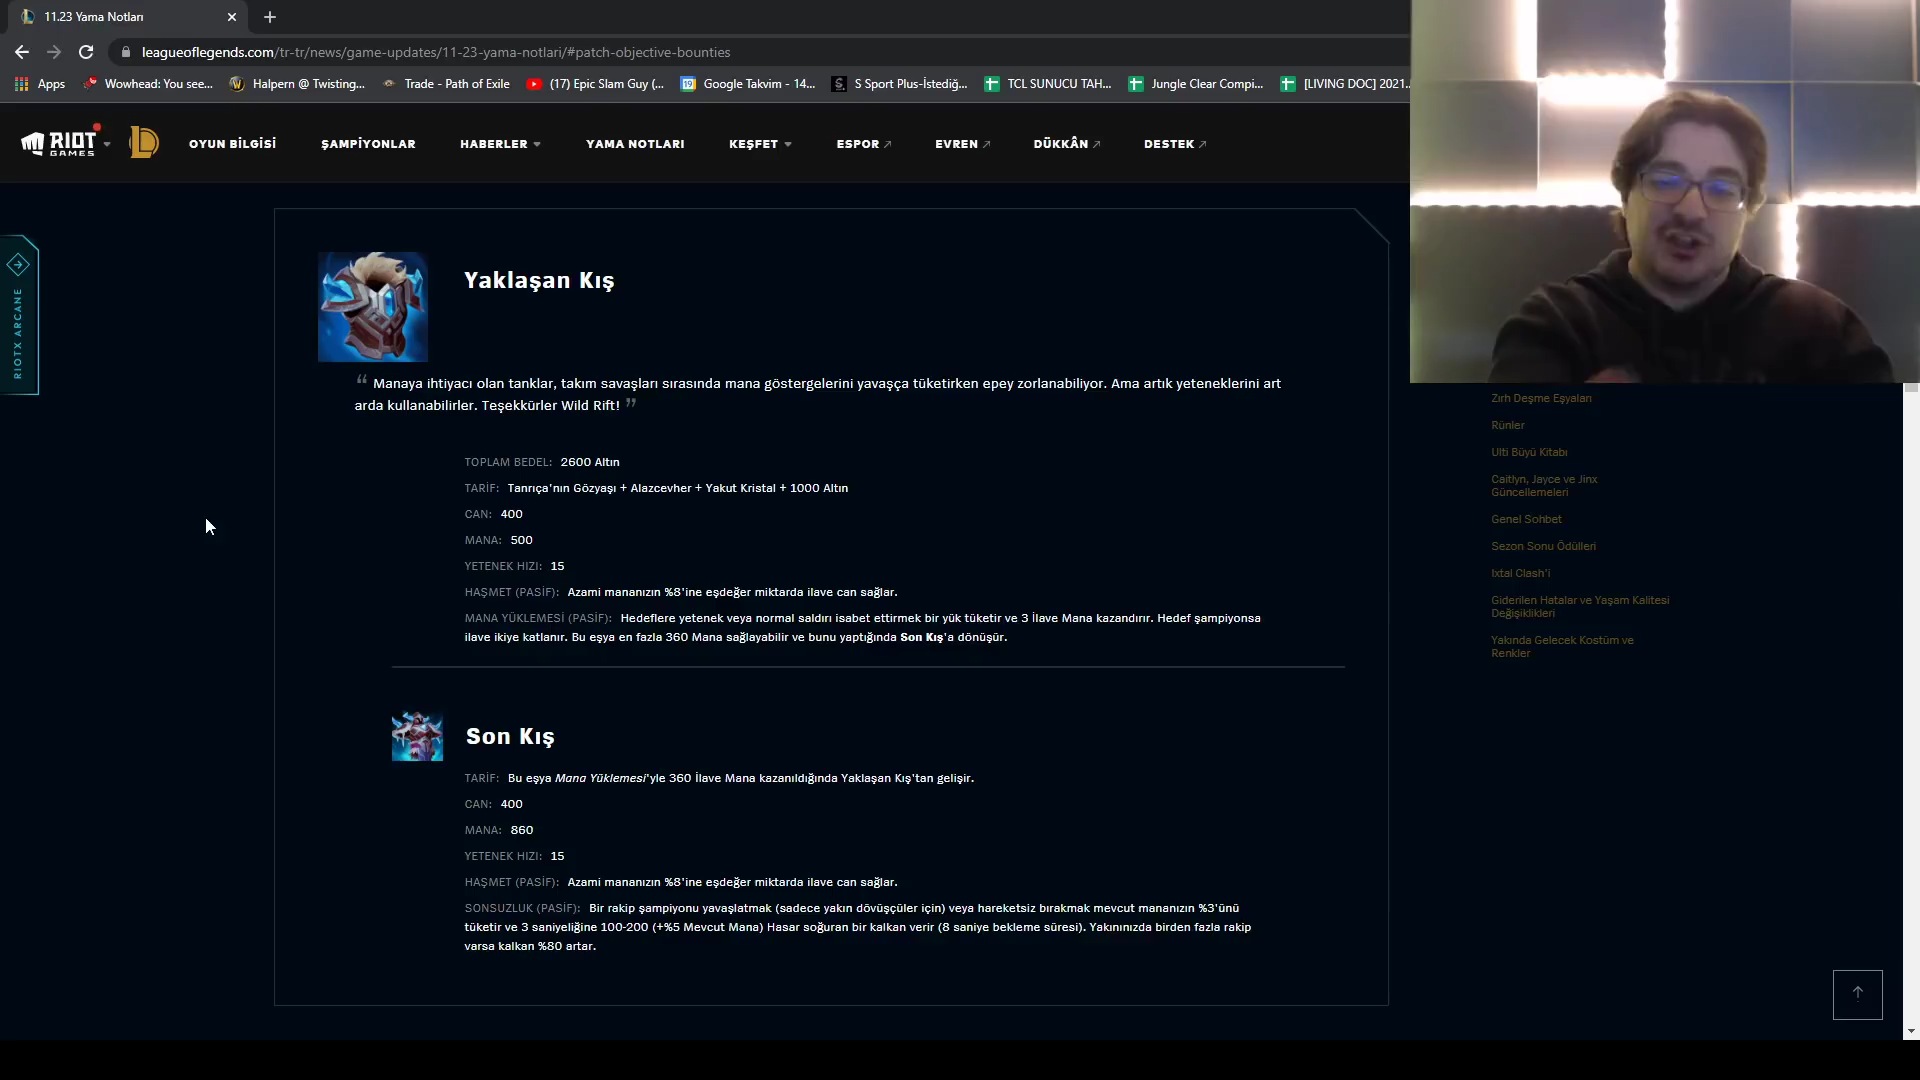 11.23 Yama Notları
leagueoflegends.com/tr-tr/news/game-updates/11-23-yama-notlari/#patch-objective-bounties
Apps
Wowhead: You see...
Halpern @ Twisting...
Trade - Path of Exile
(17) Epic Slam Guy (...
Google Takvim - 14...
S Sport Plus-İstediğ...
TCL SUNUCU TAH...
Jungle Clear Compi...
[LIVING DOC] 2021...
RIOT GAMES
OYUN BİLGİSİ
ŞAMPİYONLAR
HABERLER
YAMA NOTLARI
KEŞFET
ESPOR
EVREN
DÜKKÂN
DESTEK
RIOTX ARCANE
Yaklaşan Kış
“ Manaya ihtiyacı olan tanklar, takım savaşları sırasında mana göstergelerini yavaşça tüketirken epey zorlanabiliyor. Ama artık yeteneklerini art
arda kullanabilirler. Teşekkürler Wild Rift! ”
TOPLAM BEDEL: 2600 Altın
TARİF: Tanrıça'nın Gözyaşı + Alazcevher + Yakut Kristal + 1000 Altın
CAN: 400
MANA: 500
YETENEK HIZI: 15
HAŞMET (PASİF): Azami mananızın %8'ine eşdeğer miktarda ilave can sağlar.
MANA YÜKLEMESİ (PASİF): Hedeflere yetenek veya normal saldırı isabet ettirmek bir yük tüketir ve 3 İlave Mana kazandırır. Hedef şampiyonsa
ilave ikiye katlanır. Bu eşya en fazla 360 Mana sağlayabilir ve bunu yaptığında Son Kış'a dönüşür.
Son Kış
TARİF: Bu eşya Mana Yüklemesi'yle 360 İlave Mana kazanıldığında Yaklaşan Kış'tan gelişir.
CAN: 400
MANA: 860
YETENEK HIZI: 15
HAŞMET (PASİF): Azami mananızın %8'ine eşdeğer miktarda ilave can sağlar.
SONSUZLUK (PASİF): Bir rakip şampiyonu yavaşlatmak (sadece yakın dövüşçüler için) veya hareketsiz bırakmak mevcut mananızın %3'ünü
tüketir ve 3 saniyeliğine 100-200 (+%5 Mevcut Mana) Hasar soğuran bir kalkan verir (8 saniye bekleme süresi). Yakınınızda birden fazla rakip
varsa kalkan %80 artar.
Zırh Deşme Eşyaları
Rünler
Ulti Büyü Kitabı
Caitlyn, Jayce ve Jinx
Güncellemeleri
Genel Sohbet
Sezon Sonu Ödülleri
Ixtal Clash'i
Giderilen Hatalar ve Yaşam Kalitesi
Değişiklikleri
Yakında Gelecek Kostüm ve
Renkler